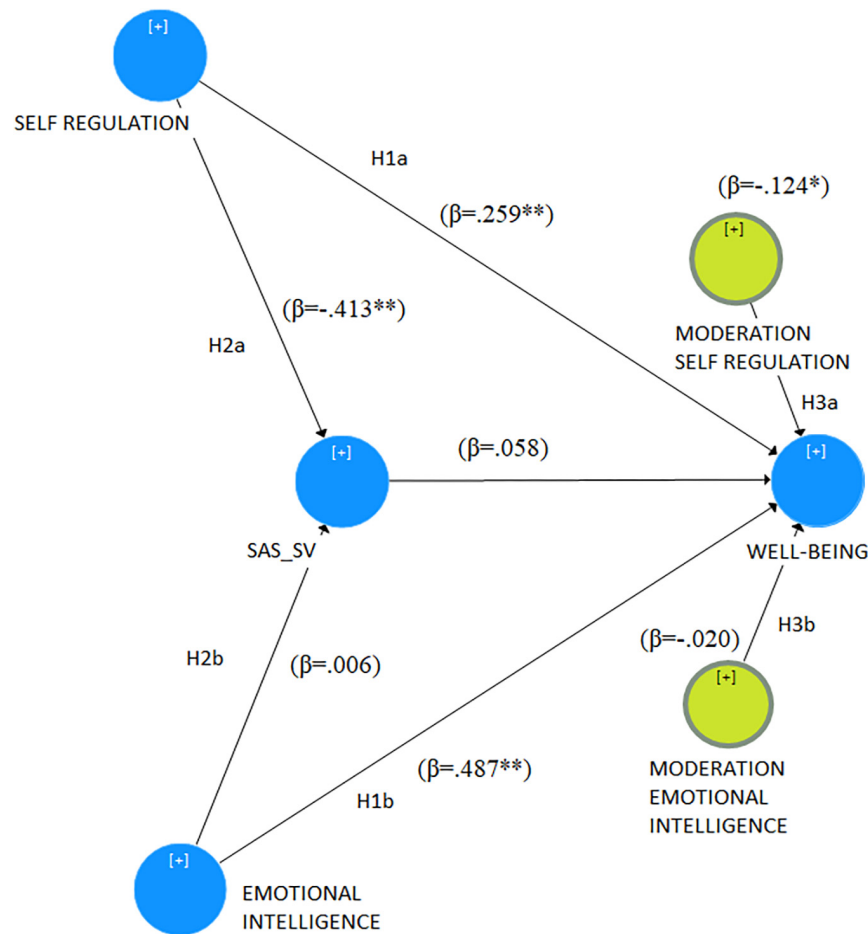 [+]
SELF REGULATION
H1a
(β=-.124*)
(β=.259**)
[+]
(β=-.413**)
MODERATION
SELF REGULATION
H2a
H3a
[+]
(β=.058)
[+]
SAS_SV
WELL-BEING
H3b
(β=-.020)
H2b
(β=.006)
[+]
(β=.487**)
MODERATION
EMOTIONAL
INTELLIGENCE
H1b
[+]
EMOTIONAL
INTELLIGENCE